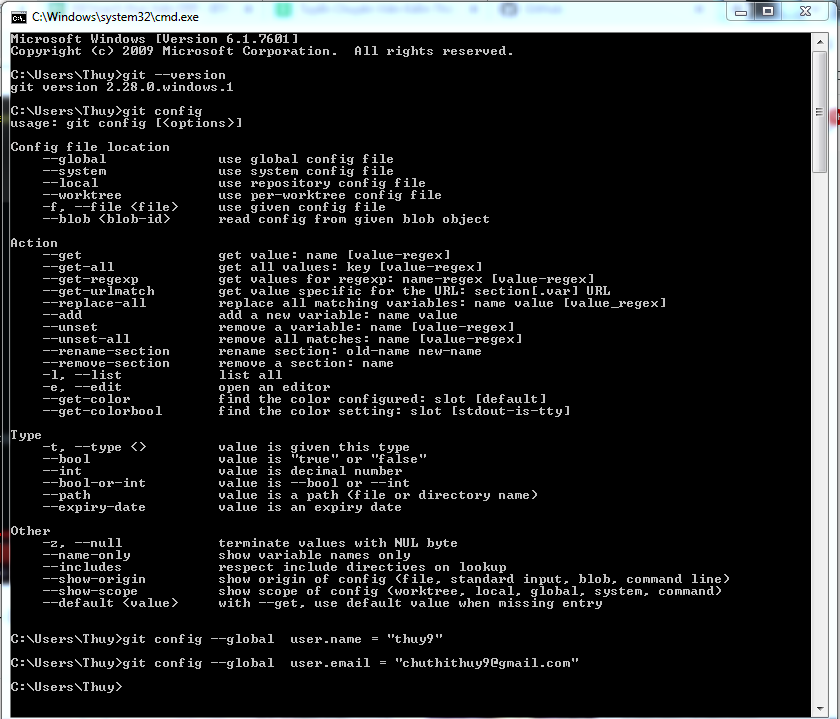 C:\Windows\system32\cmd.exe
Microsoft Windows [Version 6.1.7601]
Copyright (c) 2009 Microsoft Corporation.  All rights reserved.
C:\Users\Thuy>git --version
git version 2.28.0.windows.1
C:\Users\Thuy>git config
usage: git config [<options>]
Config file location
    --global              use global config file
    --system              use system config file
    --local               use repository config file
    --worktree            use per-worktree config file
    -f, --file <file>     use given config file
    --blob <blob-id>      read config from given blob object
Action
    --get                 get value: name [value-regex]
    --get-all             get all values: key [value-regex]
    --get-regexp          get values for regexp: name-regex [value-regex]
    --get-urlmatch        get value specific for the URL: section[.var] URL
    --replace-all         replace all matching variables: name value [value_regex]
    --add                 add a new variable: name value
    --unset               remove a variable: name [value-regex]
    --unset-all           remove all matches: name [value-regex]
    --rename-section      rename section: old-name new-name
    --remove-section      remove a section: name
    -l, --list            list all
    -e, --edit            open an editor
    --get-color           find the color configured: slot [default]
    --get-colorbool       find the color setting: slot [stdout-is-tty]
Type
    -t, --type <>         value is given this type
    --bool                value is "true" or "false"
    --int                 value is decimal number
    --bool-or-int         value is --bool or --int
    --path                value is a path (file or directory name)
    --expiry-date         value is an expiry date
Other
    -z, --null            terminate values with NUL byte
    --name-only           show variable names only
    --includes            respect include directives on lookup
    --show-origin         show origin of config (file, standard input, blob, command line)
    --show-scope          show scope of config (worktree, local, global, system, command)
    --default <value>     with --get, use default value when missing entry
C:\Users\Thuy>git config --global  user.name = "thuy9"
C:\Users\Thuy>git config --global  user.email = "chuthithuy9@gmail.com"
C:\Users\Thuy>